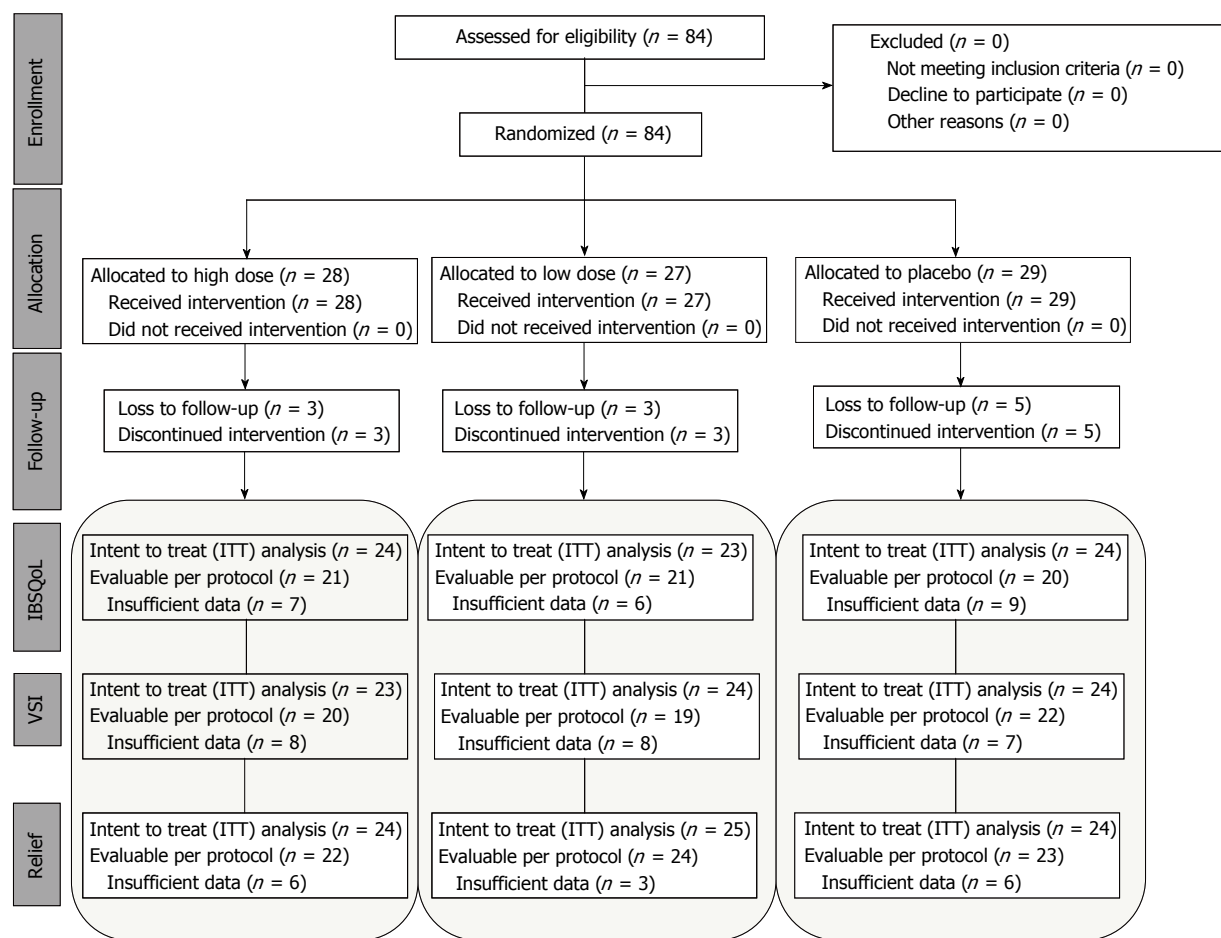 Enrollment
Assessed for eligibility (n = 84)
Excluded (n = 0)
Not meeting inclusion criteria (n = 0)
Decline to participate (n = 0)
Other reasons (n = 0)
Randomized (n = 84)
Allocation
Allocated to high dose (n = 28)
Received intervention (n = 28)
Did not received intervention (n = 0)
Allocated to low dose (n = 27)
Received intervention (n = 27)
Did not received intervention (n = 0)
Allocated to placebo (n = 29)
Received intervention (n = 29)
Did not received intervention (n = 0)
Follow-up
Loss to follow-up (n = 3)
Discontinued intervention (n = 3)
Loss to follow-up (n = 3)
Discontinued intervention (n = 3)
Loss to follow-up (n = 5)
Discontinued intervention (n = 5)
IBSQoL
Intent to treat (ITT) analysis (n = 24)
Evaluable per protocol (n = 21)
Insufficient data (n = 7)
Intent to treat (ITT) analysis (n = 23)
Evaluable per protocol (n = 21)
Insufficient data (n = 6)
Intent to treat (ITT) analysis (n = 24)
Evaluable per protocol (n = 20)
Insufficient data (n = 9)
VSI
Intent to treat (ITT) analysis (n = 23)
Evaluable per protocol (n = 20)
Insufficient data (n = 8)
Intent to treat (ITT) analysis (n = 24)
Evaluable per protocol (n = 19)
Insufficient data (n = 8)
Intent to treat (ITT) analysis (n = 24)
Evaluable per protocol (n = 22)
Insufficient data (n = 7)
Relief
Intent to treat (ITT) analysis (n = 24)
Evaluable per protocol (n = 22)
Insufficient data (n = 6)
Intent to treat (ITT) analysis (n = 25)
Evaluable per protocol (n = 24)
Insufficient data (n = 3)
Intent to treat (ITT) analysis (n = 24)
Evaluable per protocol (n = 23)
Insufficient data (n = 6)